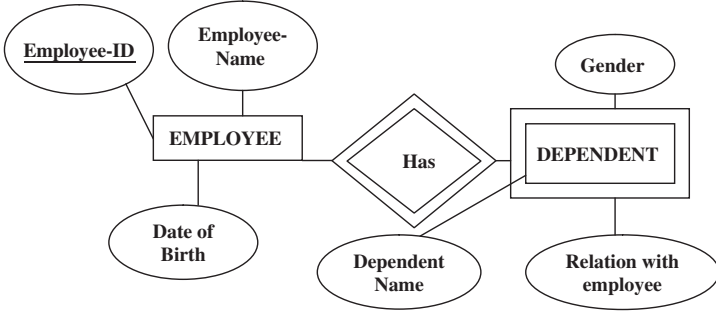 Employee-ID
Employee-
Name
Gender
EMPLOYEE
Has
DEPENDENT
Date of
Birth
Dependent
Name
Relation with
employee